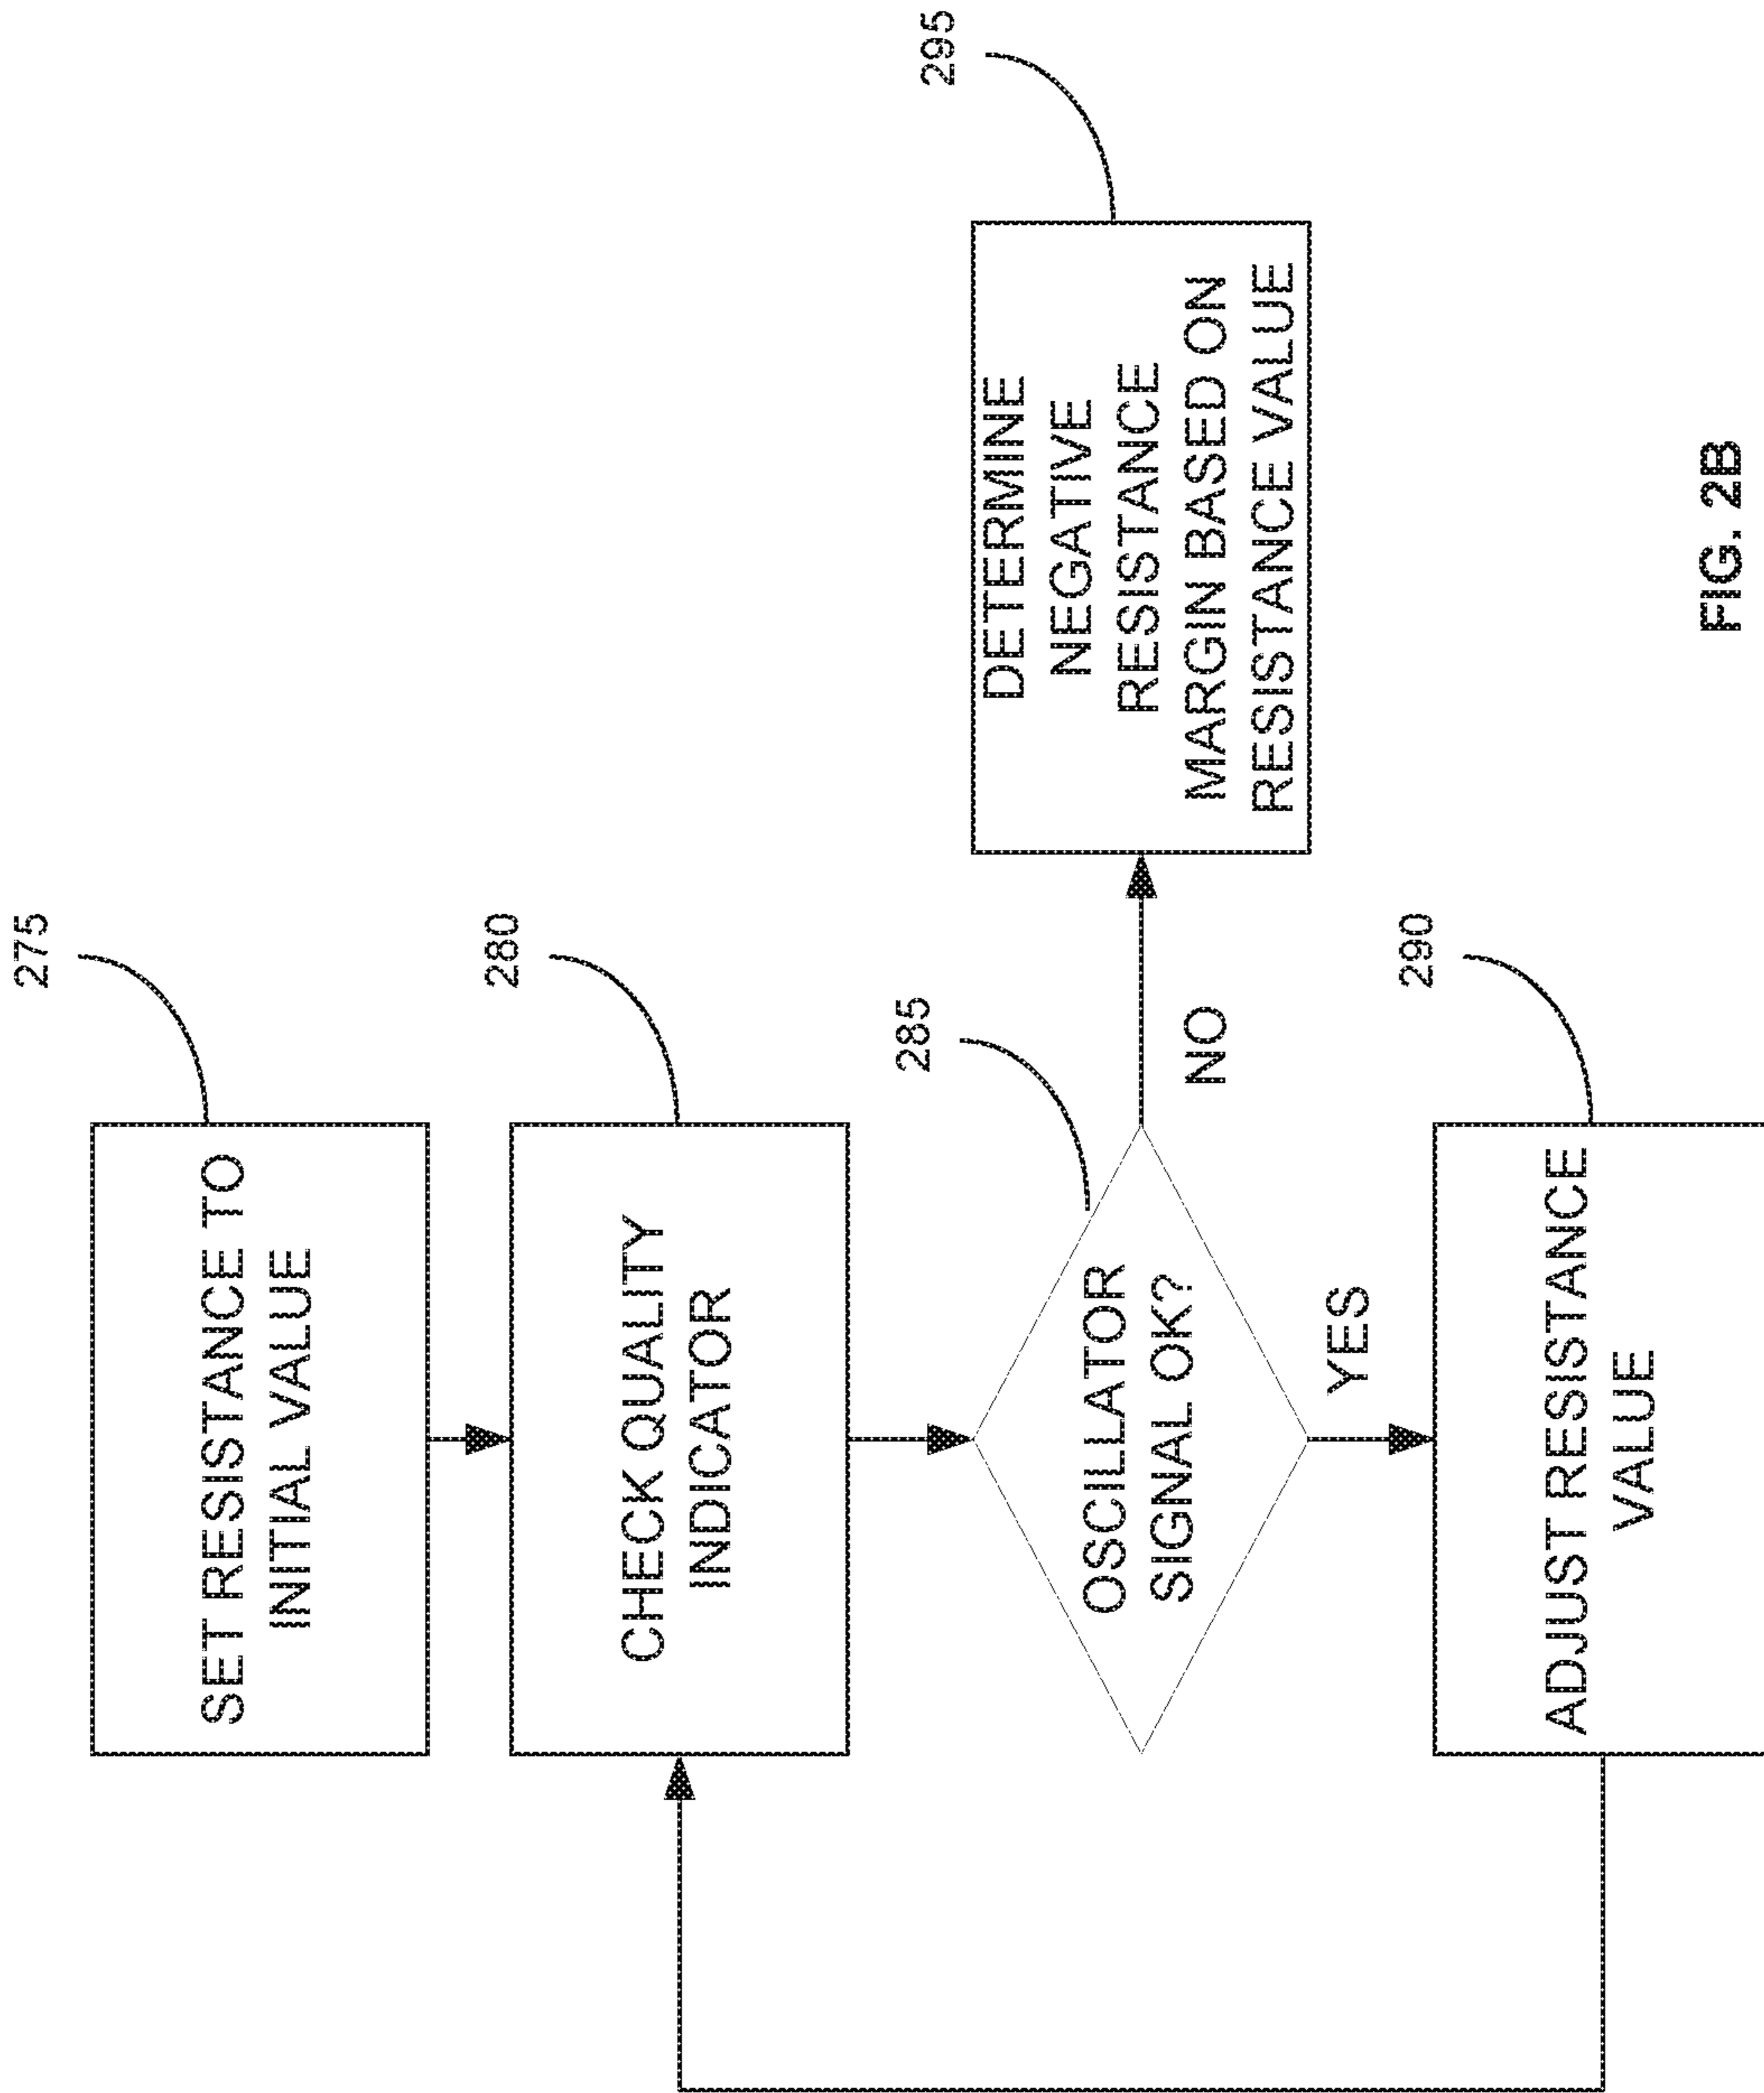 275
SET RESISTANCE TO
INITIAL VALUE
280
CHECK QUALITY
INDICATOR
285
OSCILLATOR
SIGNAL OK?
NO
295
DETERMINE
NEGATIVE
RESISTANCE
MARGIN BASED ON
RESISTANCE VALUE
YES
290
ADJUST RESISTANCE
VALUE
FIG. 2B